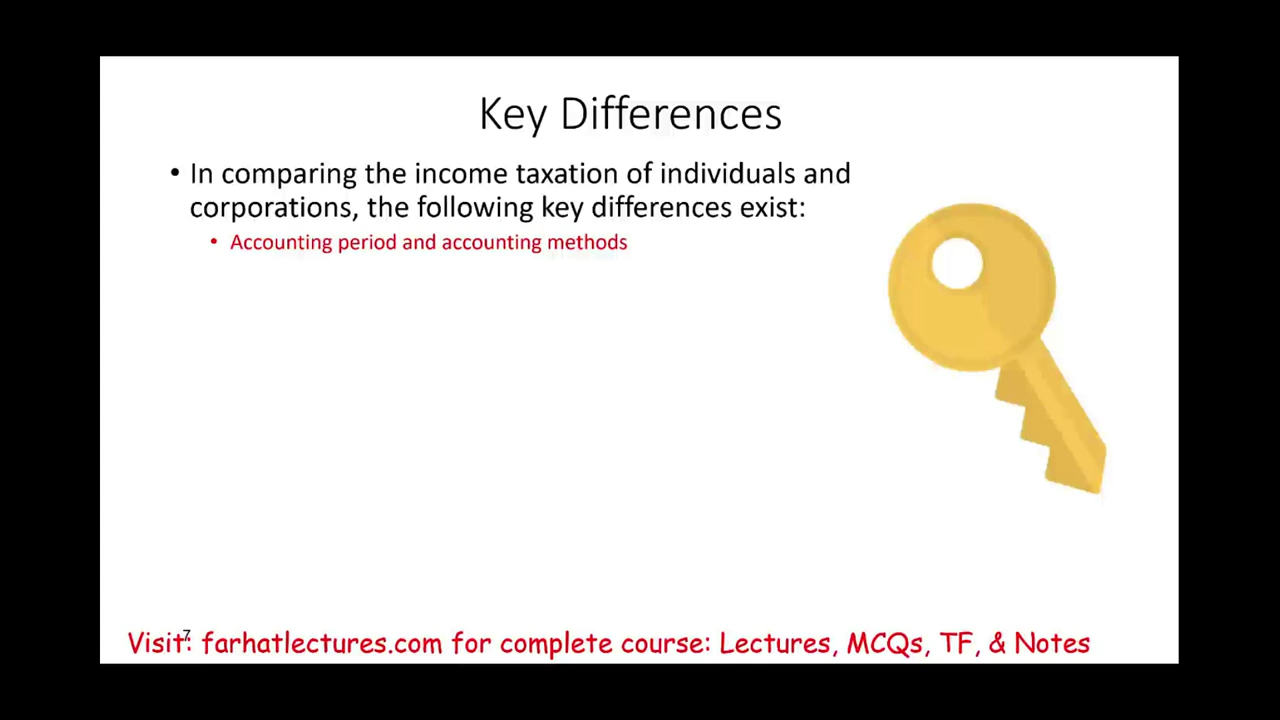 Key Differences
• In comparing the income taxation of individuals and
corporations, the following key differences exist:
• Accounting period and accounting methods
7
Visit: farhatlectures.com for complete course: Lectures, MCQs, TF, & Notes